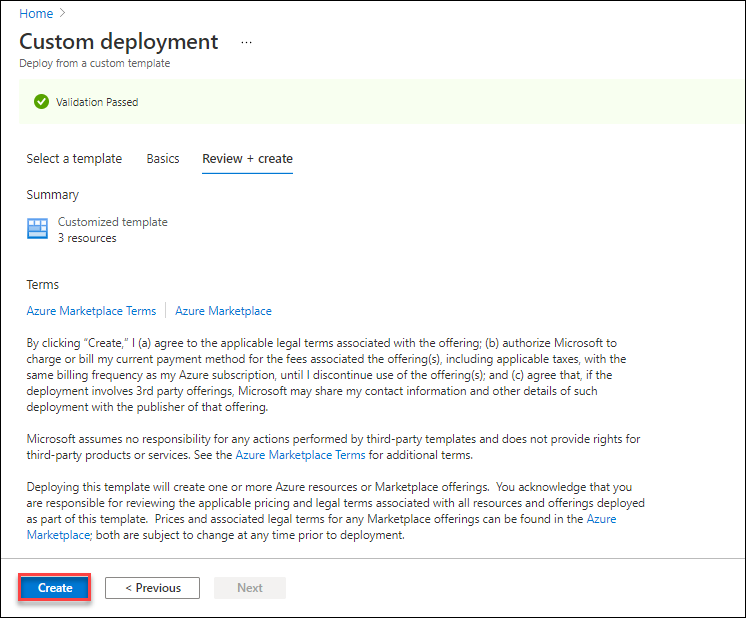 Home >
Custom deployment ...
Deploy from a custom template
Validation Passed
Select a template Basics Review + create
Summary
Customized template
3 resources
Terms
Azure Marketplace Terms | Azure Marketplace
By clicking “Create,” I (a) agree to the applicable legal terms associated with the offering; (b) authorize Microsoft to
charge or bill my current payment method for the fees associated the offering(s), including applicable taxes, with the
same billing frequency as my Azure subscription, until I discontinue use of the offering(s); and (c) agree that, if the
deployment involves 3rd party offerings, Microsoft may share my contact information and other details of such
deployment with the publisher of that offering.
Microsoft assumes no responsibility for any actions performed by third-party templates and does not provide rights for
third-party products or services. See the Azure Marketplace Terms for additional terms.
Deploying this template will create one or more Azure resources or Marketplace offerings. You acknowledge that you
are responsible for reviewing the applicable pricing and legal terms associated with all resources and offerings deployed
as part of this template. Prices and associated legal terms for any Marketplace offerings can be found in the Azure
Marketplace; both are subject to change at any time prior to deployment.
Create < Previous Next